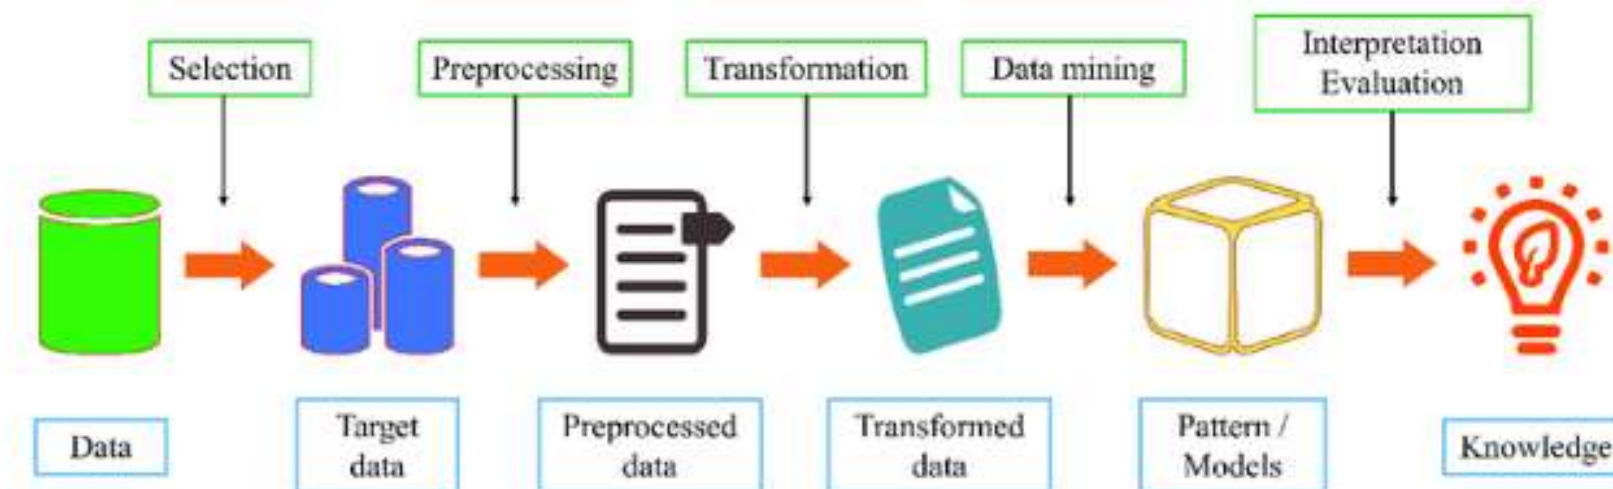 Selection
Preprocessing
Transformation
Data mining
Interpretation
Evaluation
Data
Target
data
Preprocessed
data
Transformed
data
Pattern /
Models
Knowledge